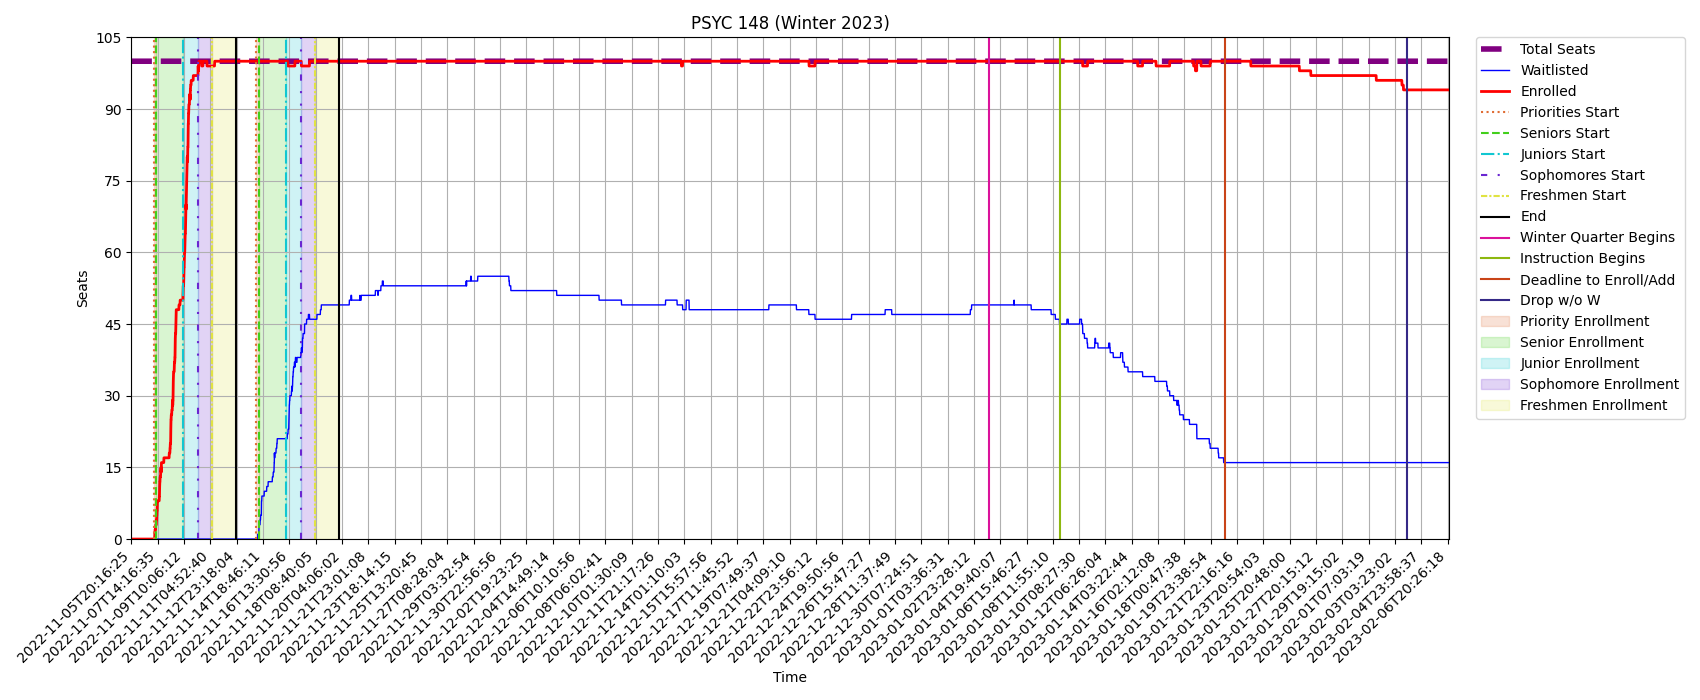 PSYC 148 (Winter 2023)
105
90
75
60
45
30
15
0
Seats
2022-11-05T20:16:25
2022-11-07T14:16:35
2022-11-09T10:06:12
2022-11-11T04:52:40
2022-11-12T23:18:04
2022-11-14T18:46:11
2022-11-16T13:30:56
2022-11-18T08:40:05
2022-11-20T04:06:02
2022-11-21T23:01:08
2022-11-23T18:14:15
2022-11-25T13:20:45
2022-11-27T08:28:04
2022-11-29T03:32:54
2022-11-30T22:56:56
2022-12-02T19:23:25
2022-12-04T14:49:14
2022-12-06T10:10:56
2022-12-08T06:02:41
2022-12-10T01:30:09
2022-12-11T21:17:26
2022-12-14T01:10:03
2022-12-15T15:57:56
2022-12-17T11:45:52
2022-12-19T07:49:37
2022-12-21T04:09:10
2022-12-22T23:56:12
2022-12-24T19:50:56
2022-12-26T15:47:27
2022-12-28T11:37:49
2022-12-30T07:24:51
2023-01-01T03:36:31
2023-01-02T23:28:12
2023-01-04T19:40:07
2023-01-06T15:46:27
2023-01-08T11:55:10
2023-01-10T08:27:30
2023-01-12T06:26:04
2023-01-14T03:22:44
2023-01-16T02:12:08
2023-01-18T00:47:38
2023-01-19T23:38:54
2023-01-21T22:16:16
2023-01-23T20:54:03
2023-01-25T20:48:00
2023-01-27T20:15:12
2023-01-29T19:15:02
2023-02-01T17:03:19
2023-02-03T03:23:02
2023-02-04T23:58:37
2023-02-06T20:26:18
Time
Total Seats
Waitlisted
Enrolled
Priorities Start
Seniors Start
Juniors Start
Sophomores Start
Freshmen Start
End
Winter Quarter Begins
Instruction Begins
Deadline to Enroll/Add
Drop w/o W
Priority Enrollment
Senior Enrollment
Junior Enrollment
Sophomore Enrollment
Freshmen Enrollment